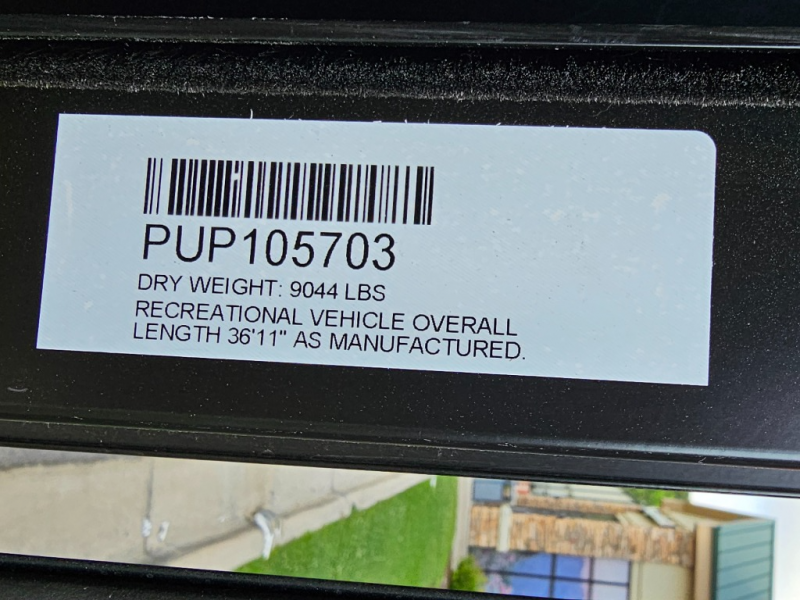 PUP105703
DRY WEIGHT: 9044 LBS
RECREATIONAL VEHICLE OVERALL
LENGTH 36'11" AS MANUFACTURED.